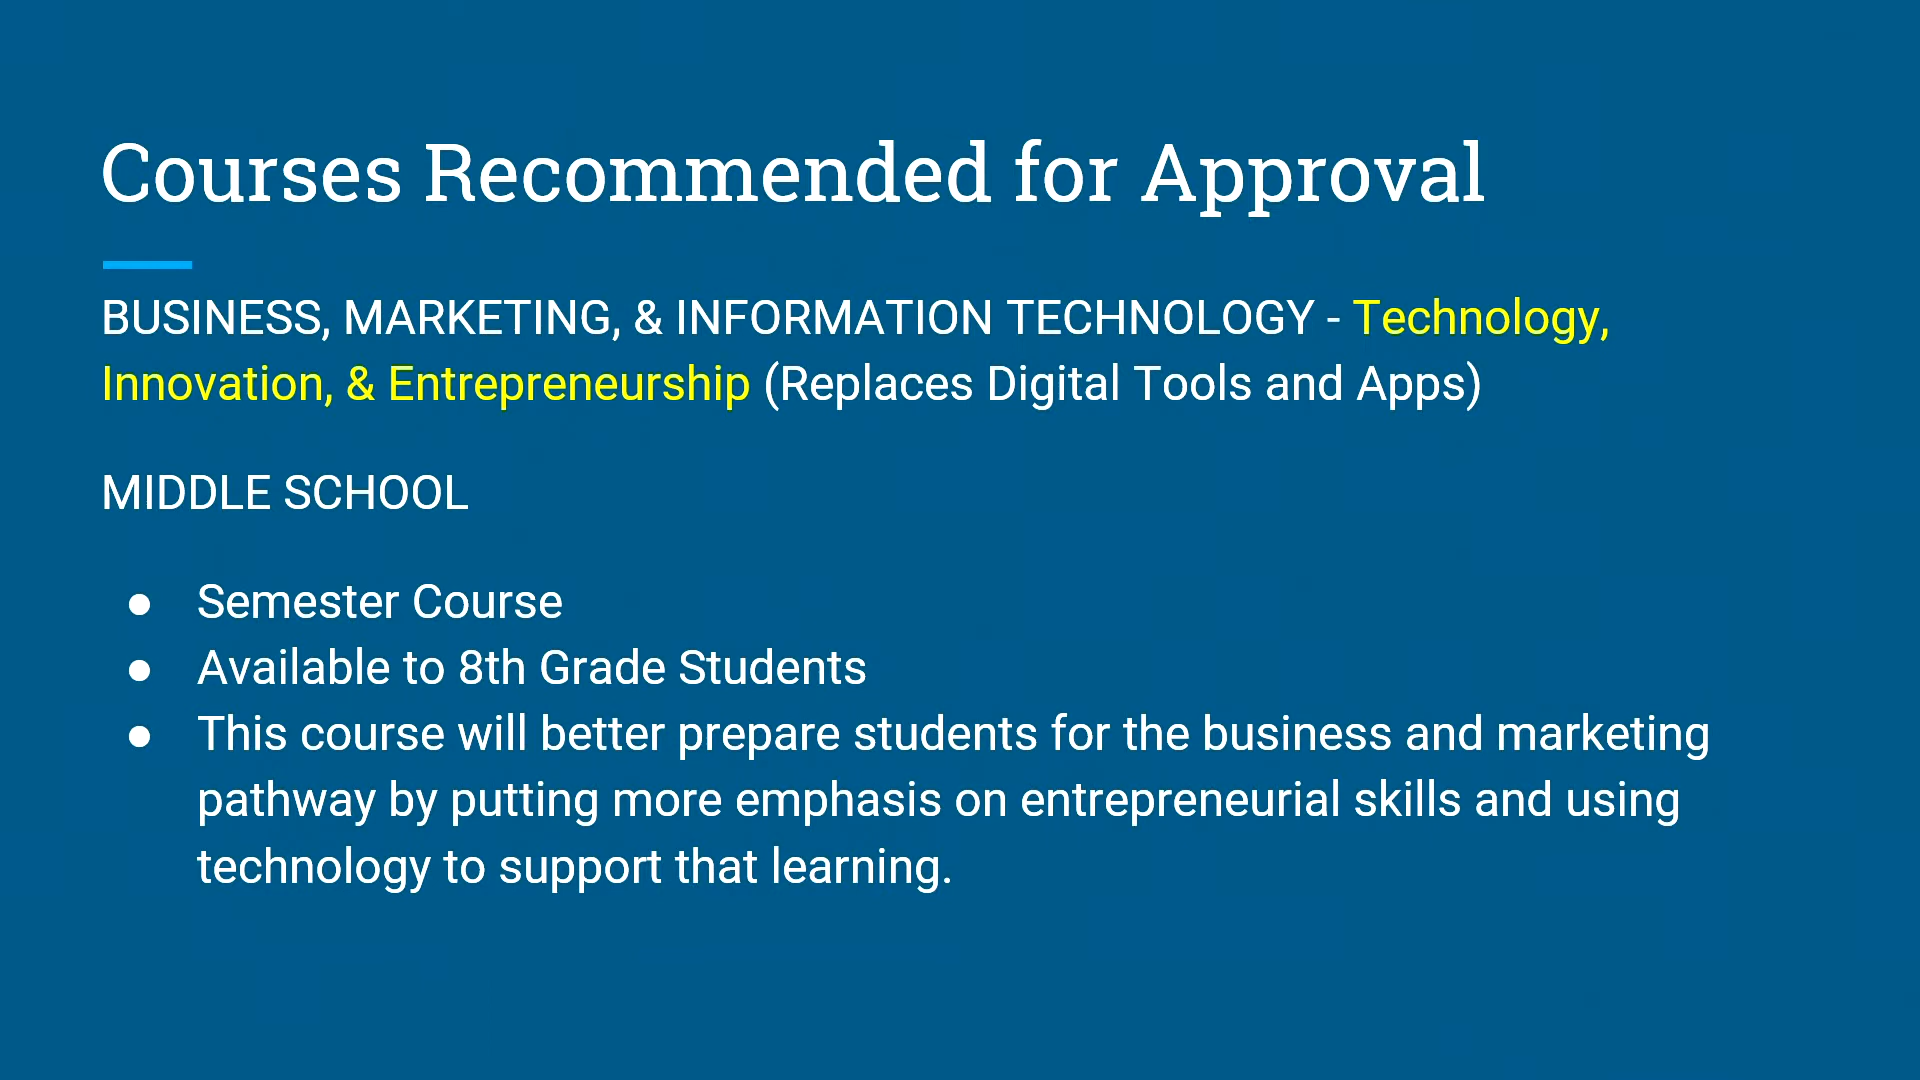 Courses Recommended for Approval
BUSINESS, MARKETING, & INFORMATION TECHNOLOGY - Technology,
Innovation, & Entrepreneurship (Replaces Digital Tools and Apps)
MIDDLE SCHOOL
● Semester Course
● Available to 8th Grade Students
● This course will better prepare students for the business and marketing
pathway by putting more emphasis on entrepreneurial skills and using
technology to support that learning.